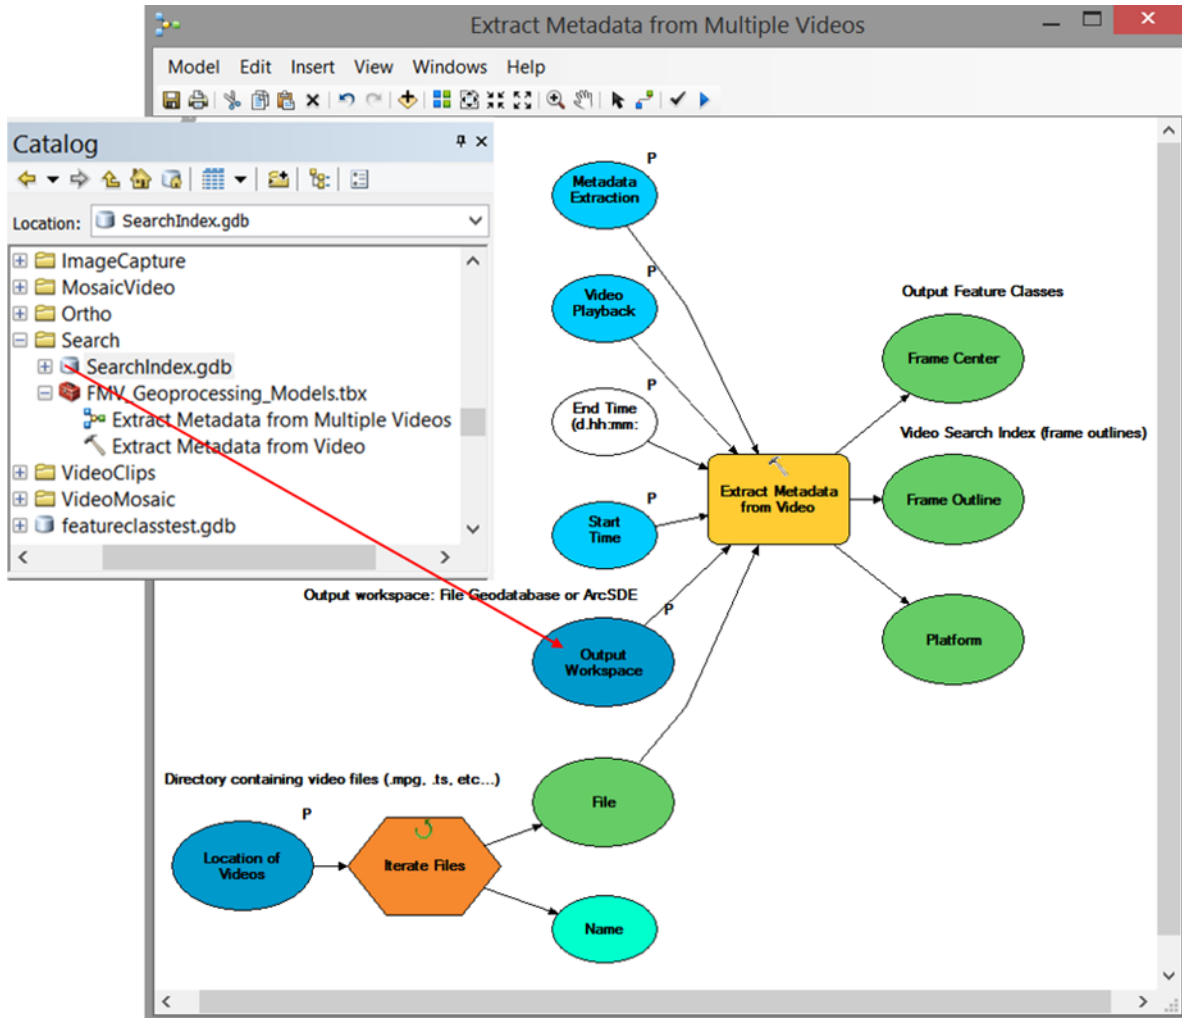 Extract Metadata from Multiple Videos
Model Edit Insert View Windows Help
Catalog
Location: SearchIndex.gdb
ImageCapture
MosaicVideo
Ortho
Search
SearchIndex.gdb
FMV_Geoprocessing_Models.tbx
Extract Metadata from Multiple Videos
Extract Metadata from Video
VideoClips
VideoMosaic
featureclasstest.gdb
P
Metadata
Extraction
P
Video
Playback
P
End Time
(d.hh:mm:
P
Start
Time
Output workspace: File Geodatabase or ArcSDE
P
Output
Workspace
Extract Metadata
from Video
Output Feature Classes
Frame Center
Video Search Index (frame outlines)
Frame Outline
Platform
Directory containing video files (.mpg, .ts, etc...)
P
Location of
Videos
Iterate Files
File
Name